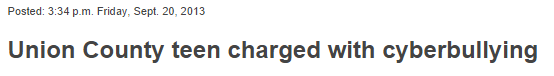 Posted: 3:34 p.m. Friday, Sept. 20, 2013
Union County teen charged with cyberbullying